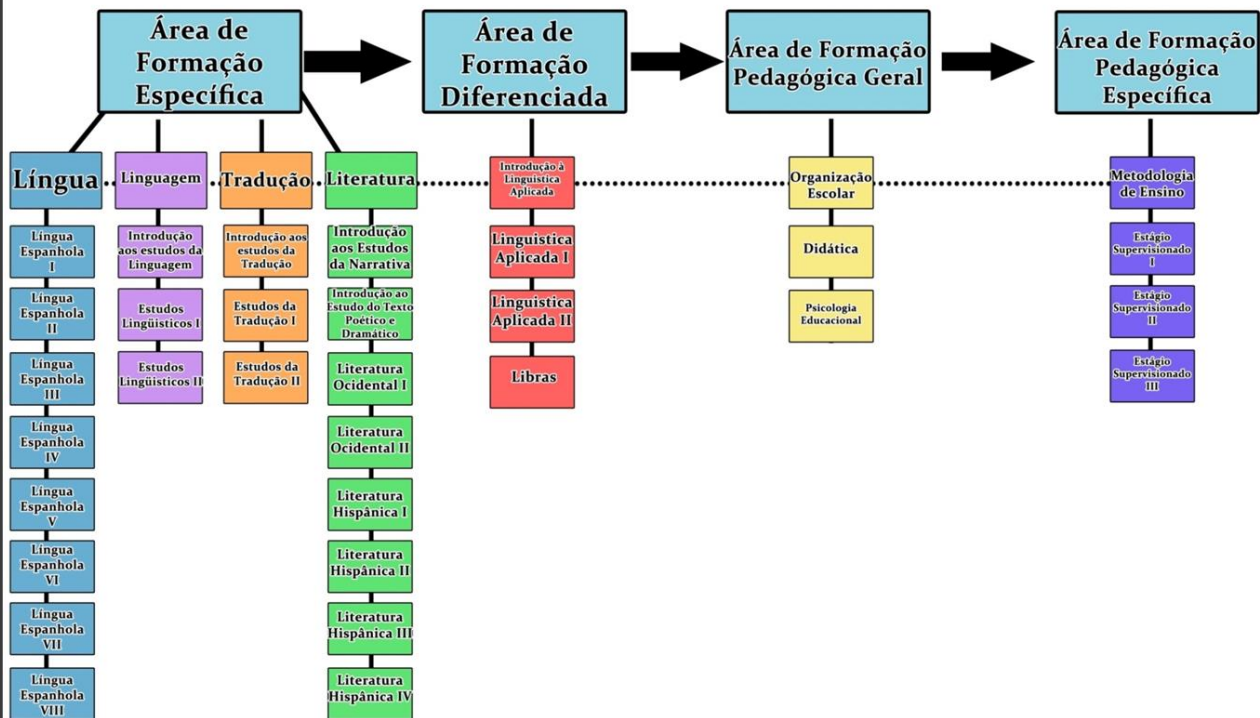 Área de
Formação
Específica
Área de
Formação
Diferenciada
Área de Formação
Pedagógica Geral
Área de Formação
Pedagógica
Específica
Língua
Língua
Espanhola
I
Língua
Espanhola
II
Língua
Espanhola
III
Língua
Espanhola
IV
Língua
Espanhola
V
Língua
Espanhola
VI
Língua
Espanhola
VII
Língua
Espanhola
VIII
Linguagem
Introdução
aos estudos da
Linguagem
Estudos
Lingüisticos I
Estudos
Lingüisticos II
Tradução
Introdução aos
estudos da
Tradução
Estudos da
Tradução I
Estudos da
Tradução II
Literatura
Introdução
aos Estudos
da Narrativa
Introdução ao
Estudo do Texto
Poético e
Dramático
Literatura
Ocidental I
Literatura
Ocidental II
Literatura
Hispânica I
Literatura
Hispânica II
Literatura
Hispânica III
Literatura
Hispânica IV
Introdução à
Linguistica
Aplicada
Linguistica
Aplicada I
Linguistica
Aplicada II
Libras
Organização
Escolar
Didática
Psicologia
Educacional
Metodologia
de Ensino
Estágio
Supervisionado
I
Estágio
Supervisionado
II
Estágio
Supervisionado
III